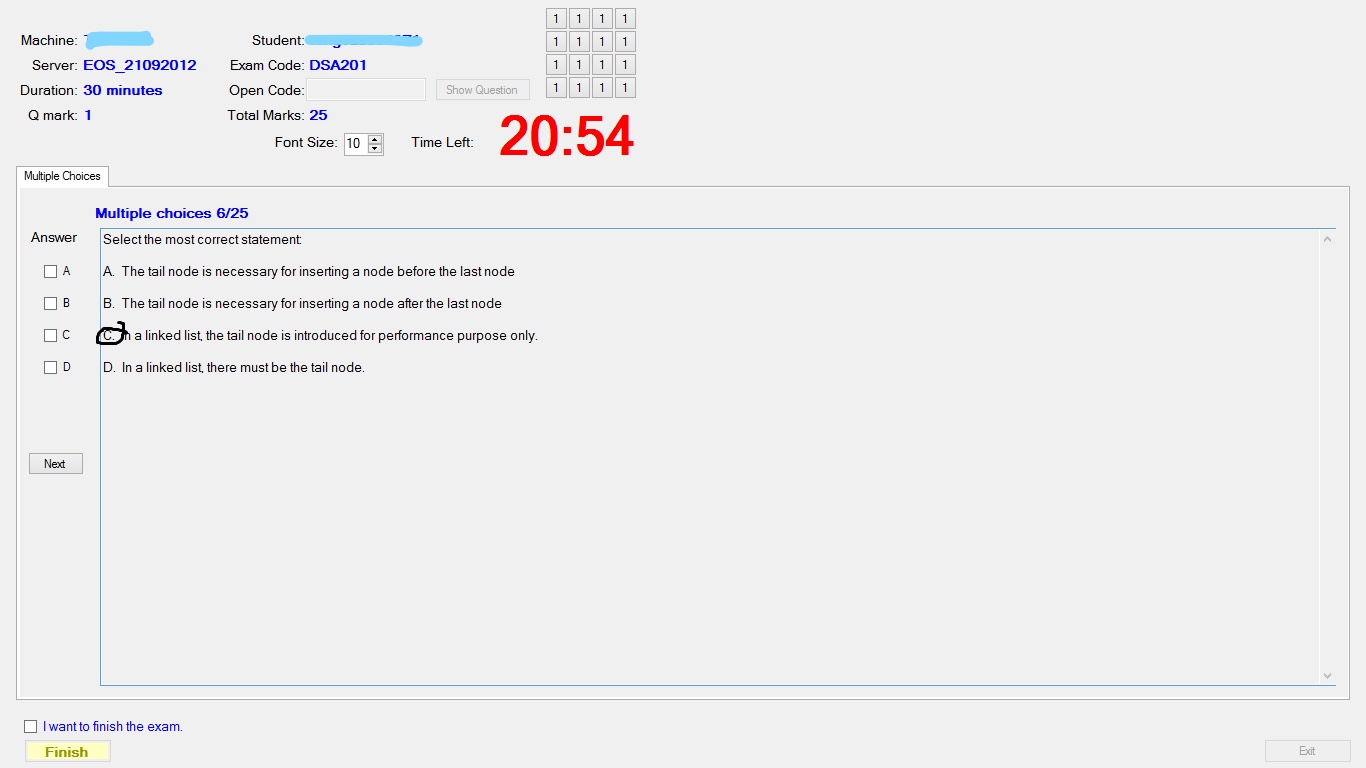 1 1 1 1
Machine: Student:
1 1 1 1
Server: EOS_21092012 Exam Code: DSA201
1 1 1 1
Duration: 30 minutes Open Code: Show Question
1 1 1 1
Q mark: 1 Total Marks: 25
Font Size: 10 Time Left: 20:54
Multiple Choices
Multiple choices 6/25
Answer
Select the most correct statement:
A A. The tail node is necessary for inserting a node before the last node
B B. The tail node is necessary for inserting a node after the last node
C C. In a linked list, the tail node is introduced for performance purpose only.
D D. In a linked list, there must be the tail node.
Next
I want to finish the exam.
Finish Exit